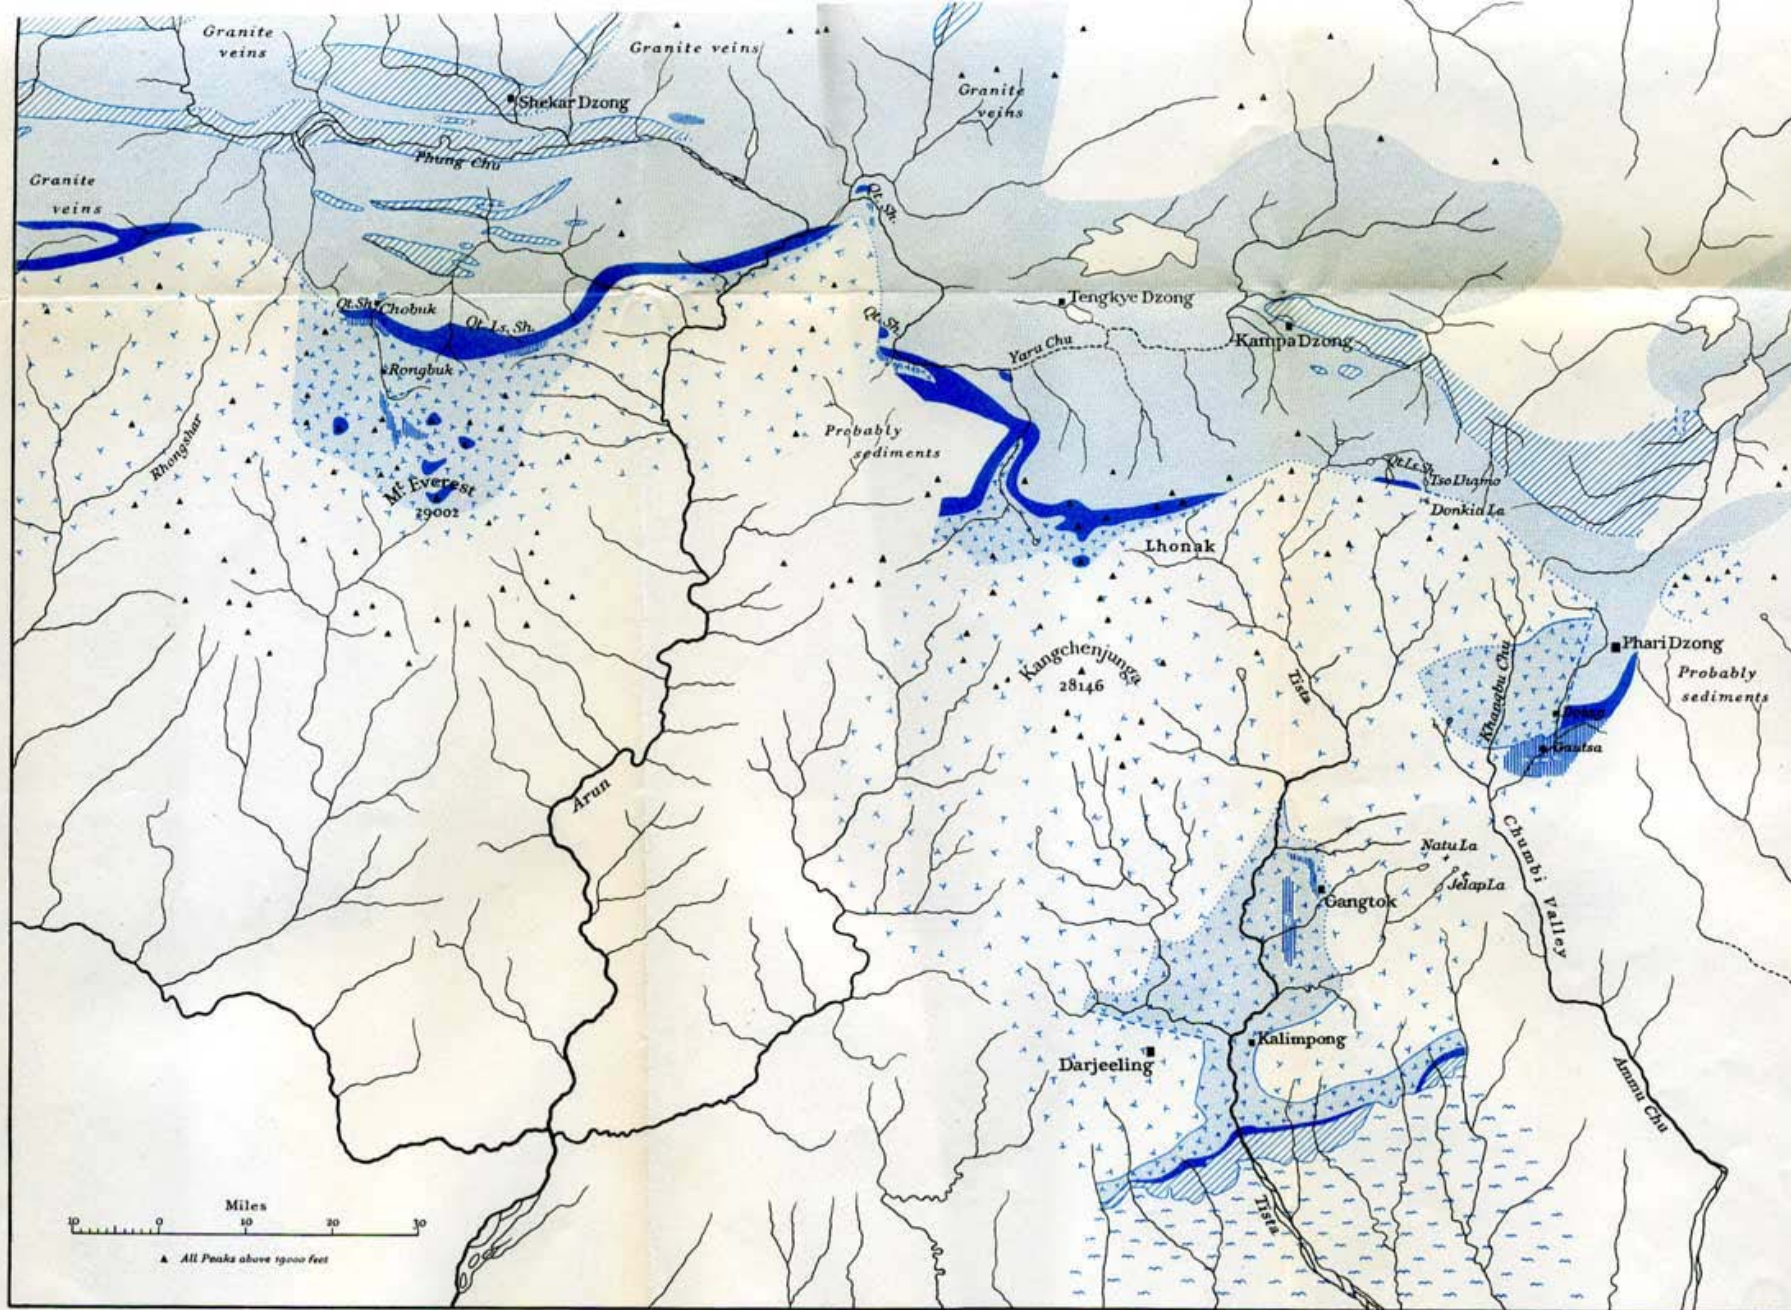 Granite
veins
Granite veins
Shekar Dzong
Granite
veins
Phung Chu
Granite
veins
Qt. Sh.
Tengkye Dzong
Qt. Sh.
Chobuk
Qt. Ls. Sh.
Qt. Sh.
Kampa Dzong
Yaru Chu
Rongbuk
Rhongshar
Probably
sediments
Qt. Ls. Sh.
Tso Lhamo
Mt. Everest
29002
Donkia La
Lhonak
Phari Dzong
Kangchenjunga
28146
Tista
Khangbu Chu
Probably
sediments
Gautsa
Arun
Chumbi Valley
Natu La
Jelap La
Gangtok
Kalimpong
Darjeeling
Ammu Chu
Tista
Miles
10 0 10 20 30
▲ All Peaks above 19000 feet